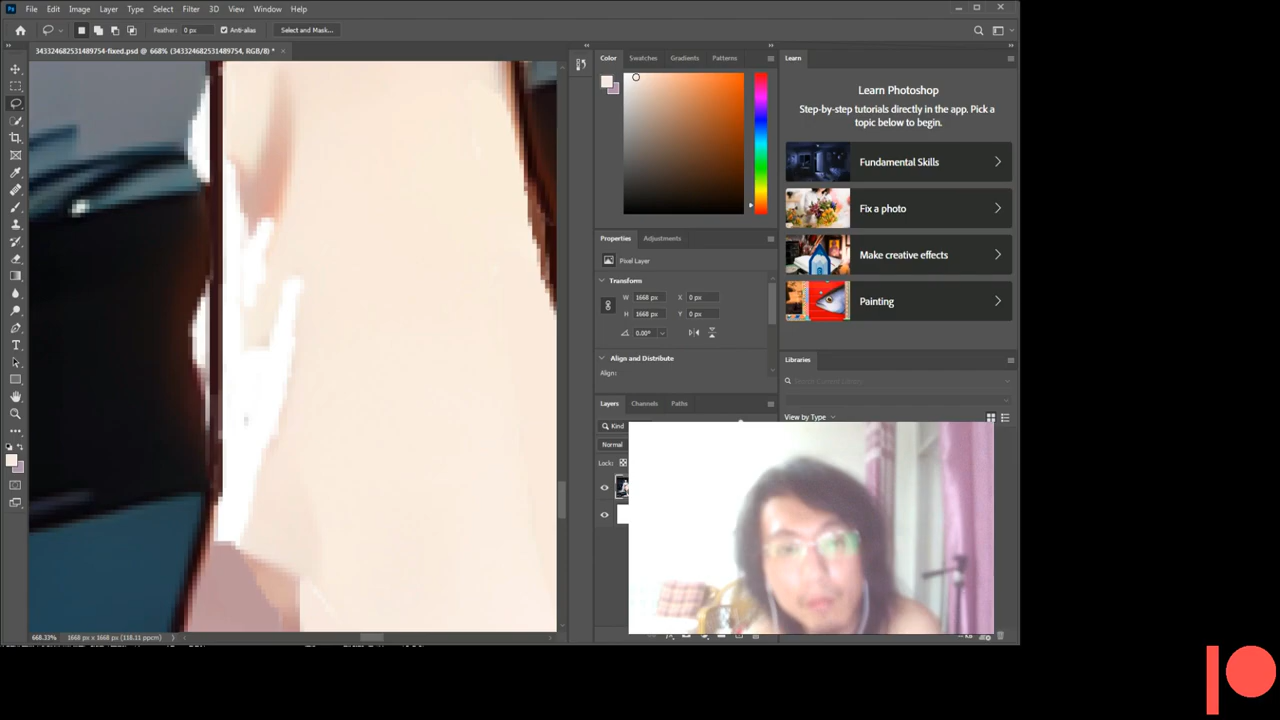 Ps File Edit Image Layer Type Select Filter 3D View Window Help
Feather: 0 px Anti-alias Select and Mask...
343324682531489754-fixed.psd @ 668% (343324682531489754, RGB/8) *
Color Swatches Gradients Patterns
Learn
Learn Photoshop
Step-by-step tutorials directly in the app. Pick a
topic below to begin.
Fundamental Skills
Fix a photo
Make creative effects
Painting
Properties Adjustments
Pixel Layer
Transform
W 1668 px X 0 px
H 1668 px Y 0 px
0.00°
Align and Distribute
Align:
Libraries
Search Current Library
View by Type
Layers Channels Paths
Kind
Normal
Lock:
668.33% 1668 px x 1668 px (118.11 ppcm)